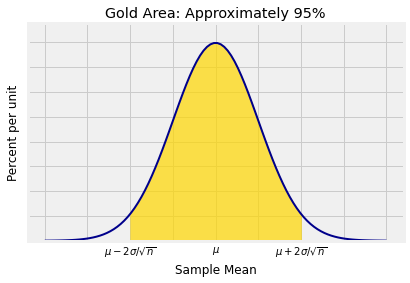 Gold Area: Approximately 95%
Percent per unit
μ − 2σ/√n
μ
μ + 2σ/√n
Sample Mean